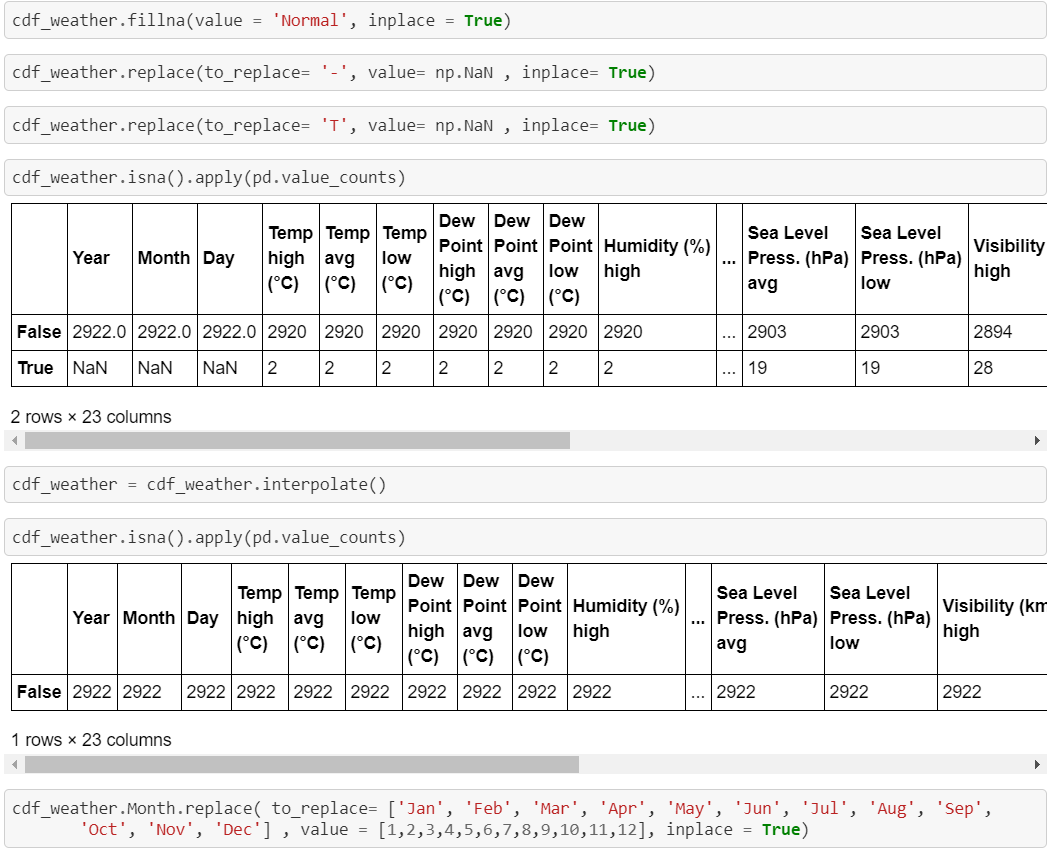 cdf_weather.fillna(value = 'Normal', inplace = True)
cdf_weather.replace(to_replace= '-', value= np.NaN , inplace= True)
cdf_weather.replace(to_replace= 'T', value= np.NaN , inplace= True)
cdf_weather.isna().apply(pd.value_counts)
Year Month Day Temp high (°C) Temp avg (°C) Temp low (°C) Dew Point high (°C) Dew Point avg (°C) Dew Point low (°C) Humidity (%) high ... Sea Level Press. (hPa) avg Sea Level Press. (hPa) low Visibility high
False 2922.0 2922.0 2922.0 2920 2920 2920 2920 2920 2920 2920 ... 2903 2903 2894
True NaN NaN NaN 2 2 2 2 2 2 2 ... 19 19 28
2 rows × 23 columns
cdf_weather = cdf_weather.interpolate()
cdf_weather.isna().apply(pd.value_counts)
Year Month Day Temp high (°C) Temp avg (°C) Temp low (°C) Dew Point high (°C) Dew Point avg (°C) Dew Point low (°C) Humidity (%) high ... Sea Level Press. (hPa) avg Sea Level Press. (hPa) low Visibility (km high
False 2922 2922 2922 2922 2922 2922 2922 2922 2922 2922 ... 2922 2922 2922
1 rows × 23 columns
cdf_weather.Month.replace( to_replace= ['Jan', 'Feb', 'Mar', 'Apr', 'May', 'Jun', 'Jul', 'Aug', 'Sep',
'Oct', 'Nov', 'Dec'] , value = [1,2,3,4,5,6,7,8,9,10,11,12], inplace = True)